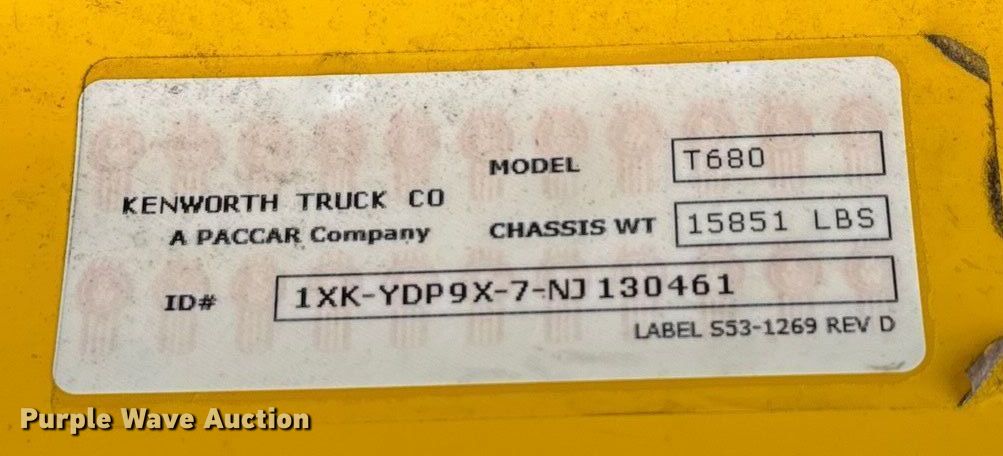 MODEL T680
KENWORTH TRUCK CO
A PACCAR Company
CHASSIS WT 15851 LBS
ID# 1XK-YDP9X-7-NJ130461
LABEL S53-1269 REV D
Purple Wave Auction